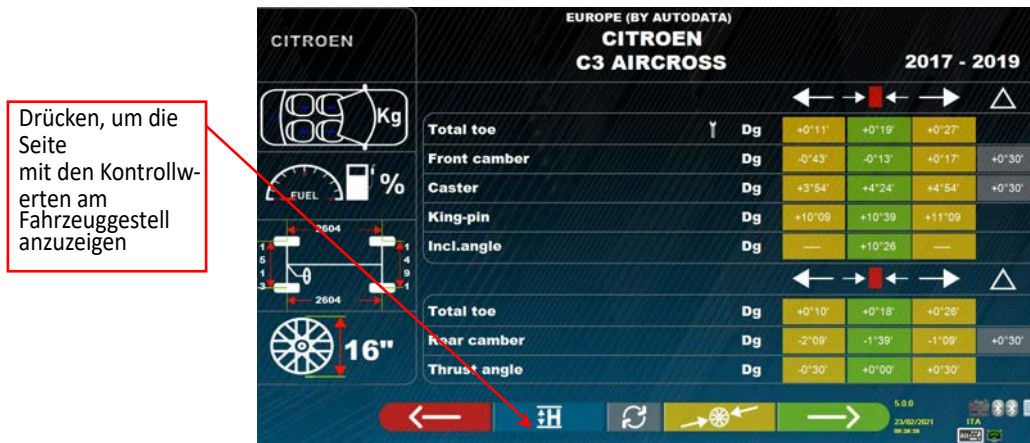 Drücken, um die
Seite
mit den Kontrollw-
erten am
Fahrzeuggestell
anzuzeigen
CITROEN
EUROPE (BY AUTODATA)
CITROEN
C3 AIRCROSS
2017 - 2019
Kg
FUEL
%
2604
1513
1491
2604
16"
Total toe Dg +0°11' +0°19' +0°27'
Front camber Dg -0°43' -0°13' +0°17' +0°30'
Caster Dg +3°54' +4°24' +4°54' +0°30'
King-pin Dg +10°09 +10°39 +11°09
Incl.angle Dg ---- +10°26 ----
Total toe Dg +0°10' +0°18' +0°26'
Rear camber Dg -2°09' -1°39' -1°09' +0°30'
Thrust angle Dg -0°30' +0°00' +0°30'
H
5.0.0
23/02/2021
ITA